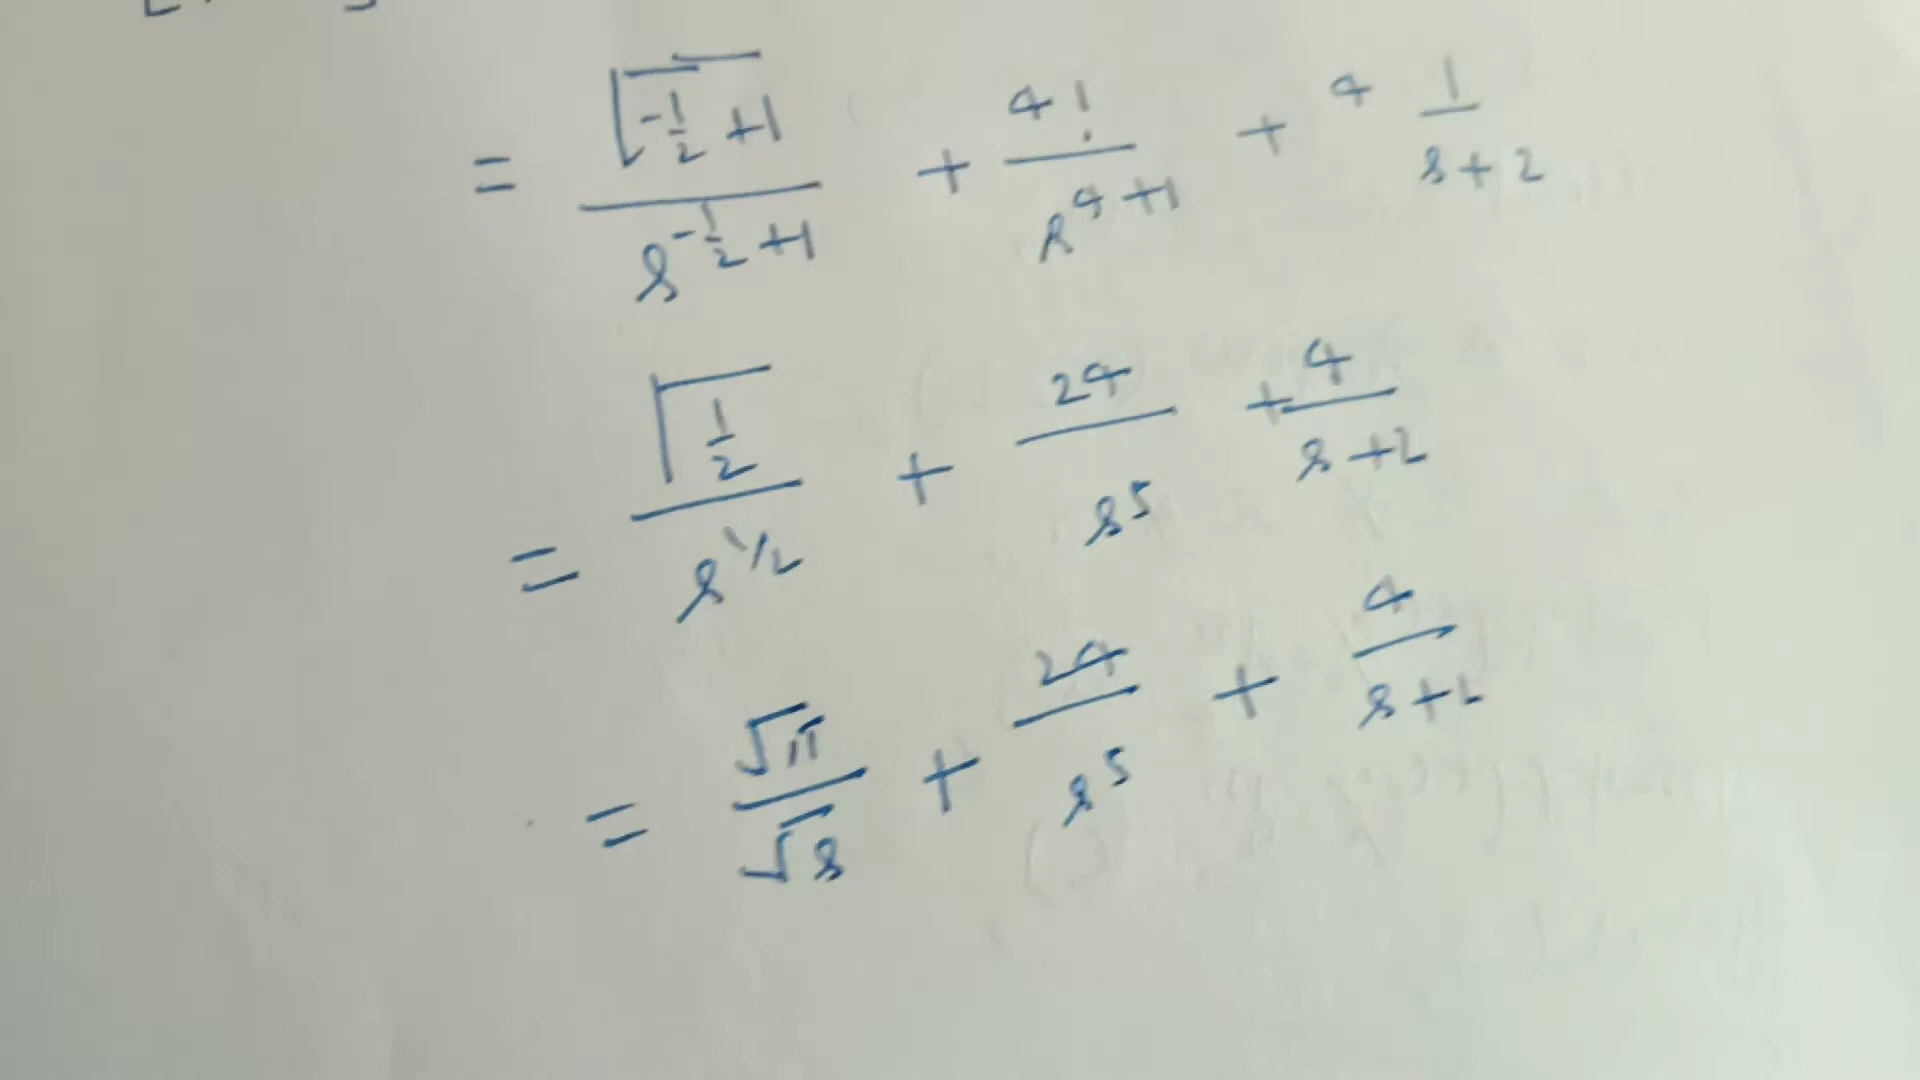 = Γ(-1/2 + 1) / s^(-1/2 + 1) + 4! / s^(4+1) + 4 1/(s+2)
= Γ(1/2) / s^(1/2) + 24/s^5 + 4/(s+2)
= √π/√s + 24/s^5 + 4/(s+2)